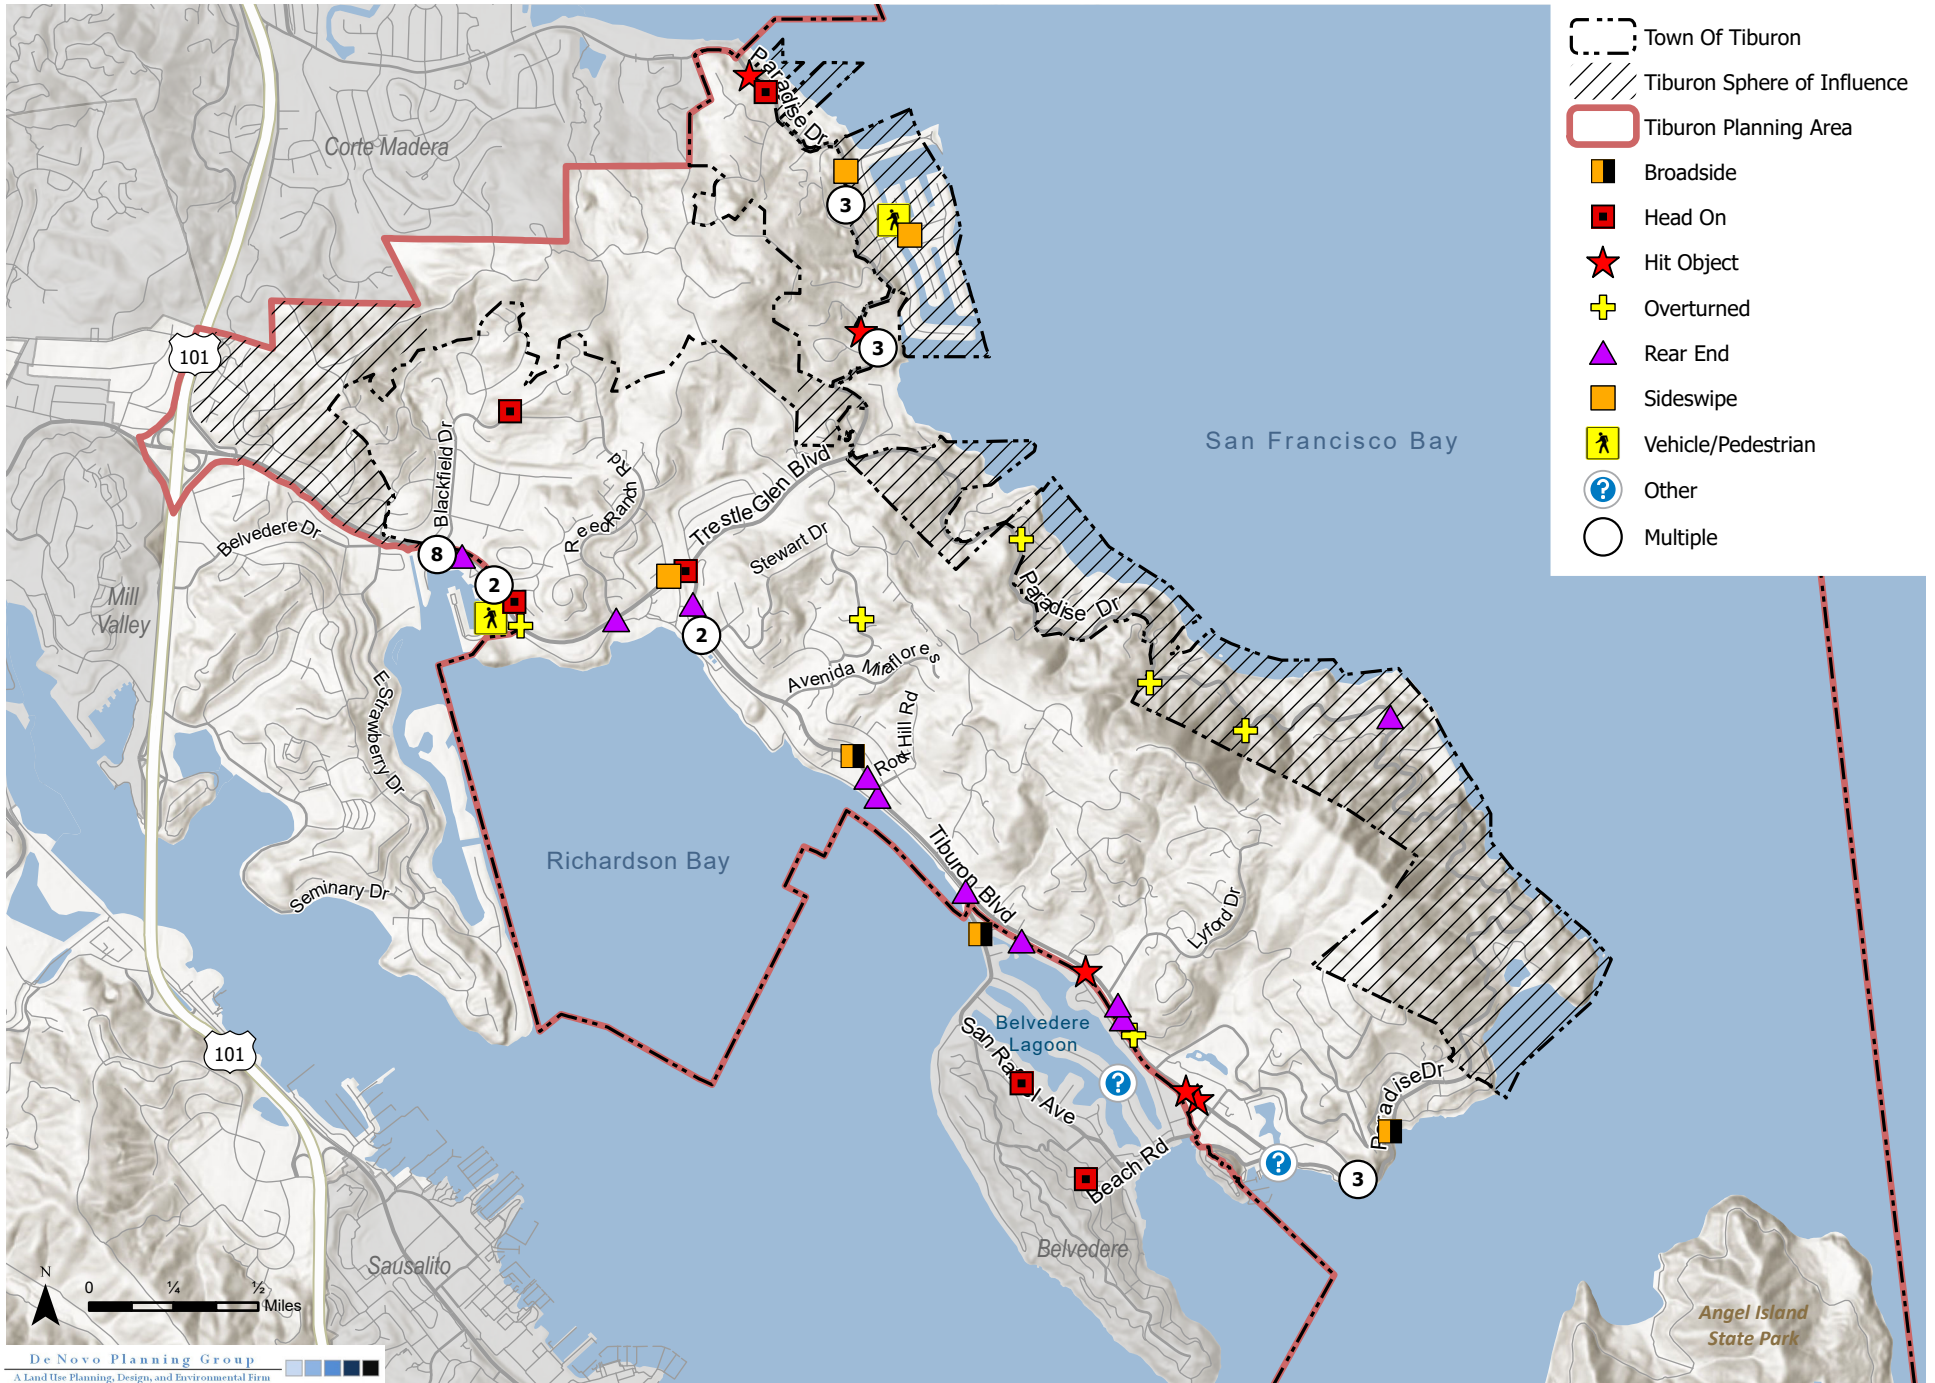 Town Of Tiburon
Tiburon Sphere of Influence
Tiburon Planning Area
Broadside
Head On
Hit Object
Overturned
Rear End
Sideswipe
Vehicle/Pedestrian
? Other
Multiple
Paradise Dr
Corte Madera
3
101
3
San Francisco Bay
Blackfield Dr
Reed Ranch Rd
Trestle Glen Blvd
Belvedere Dr
Stewart Dr
8
2
Mill
Valley
Paradise Dr
2
Avenida Miraflores
E Strawberry Dr
Rock Hill Rd
Richardson Bay
Tiburon Blvd
Seminary Dr
Lyford Dr
Belvedere
Lagoon
San Rafael Ave
101
?
Paradise Dr
Beach Rd
?
3
Belvedere
Sausalito
N
0 ¼ ½
Miles
Angel Island
State Park
De Novo Planning Group
A Land Use Planning, Design, and Environmental Firm